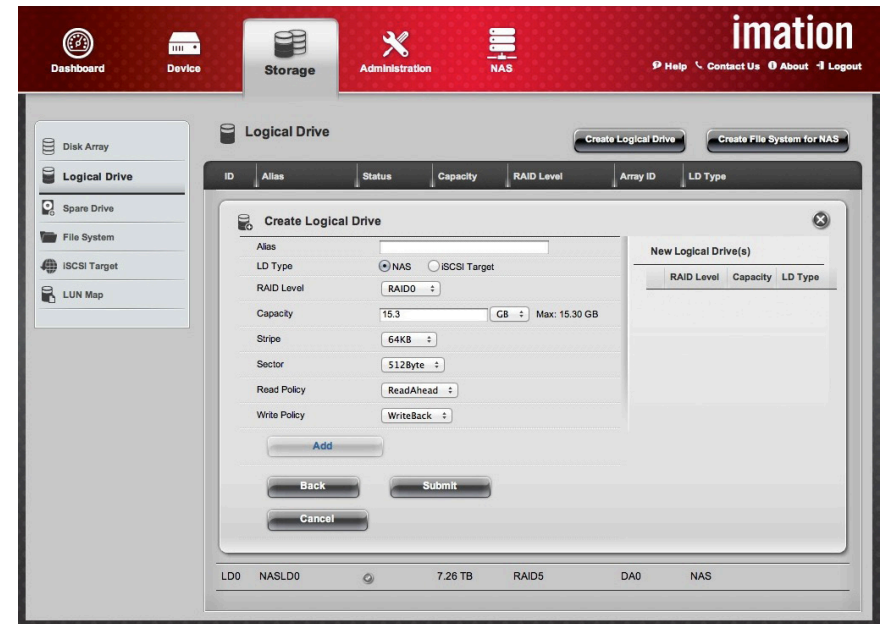 imation
Dashboard
Device
Storage
Administration
NAS
Help
Contact Us
About
Logout
Disk Array
Logical Drive
Spare Drive
File System
iSCSI Target
LUN Map
Logical Drive
Create Logical Drive
Create File System for NAS
ID Alias Status Capacity RAID Level Array ID LD Type
Create Logical Drive
Alias
LD Type NAS iSCSI Target
RAID Level RAID0
Capacity 15.3 GB Max: 15.30 GB
Stripe 64KB
Sector 512Byte
Read Policy ReadAhead
Write Policy WriteBack
Add
Back
Submit
Cancel
New Logical Drive(s)
RAID Level Capacity LD Type
LD0 NASLD0 7.26 TB RAID5 DA0 NAS